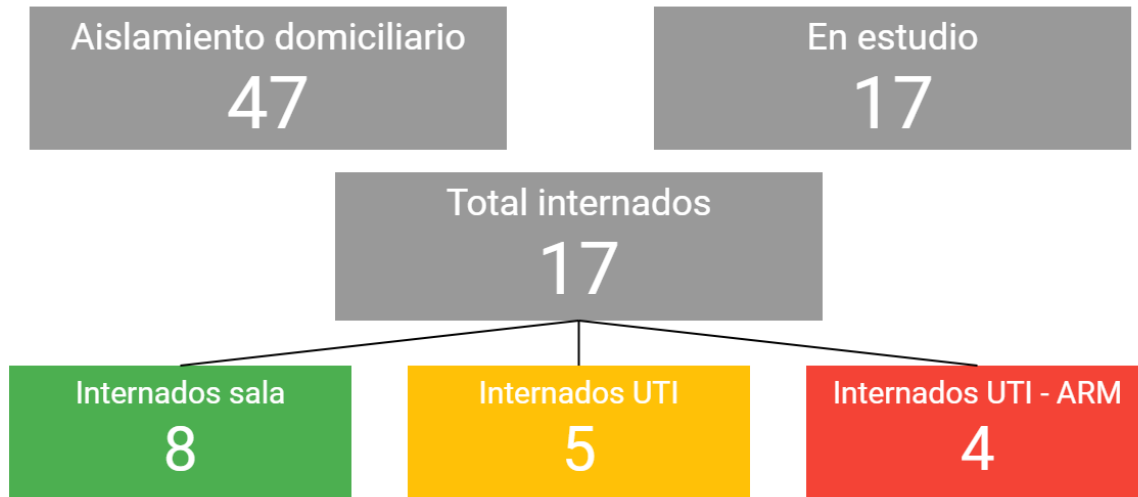 Aislamiento domiciliario
47
En estudio
17
Total internados
17
Internados sala
8
Internados UTI
5
Internados UTI - ARM
4